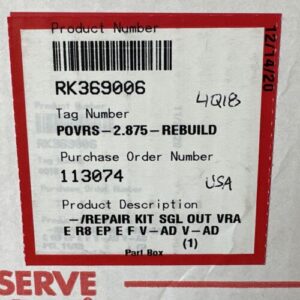 Product Number
12/14/20
RK369006
4Q18
Tag Number
POVRS-2.875-REBUILD
Purchase Order Number
113074
USA
Product Description
-/REPAIR KIT SGL OUT VRA
E R8 EP E F V-AD V-AD
(1)
Part Box
SERVE